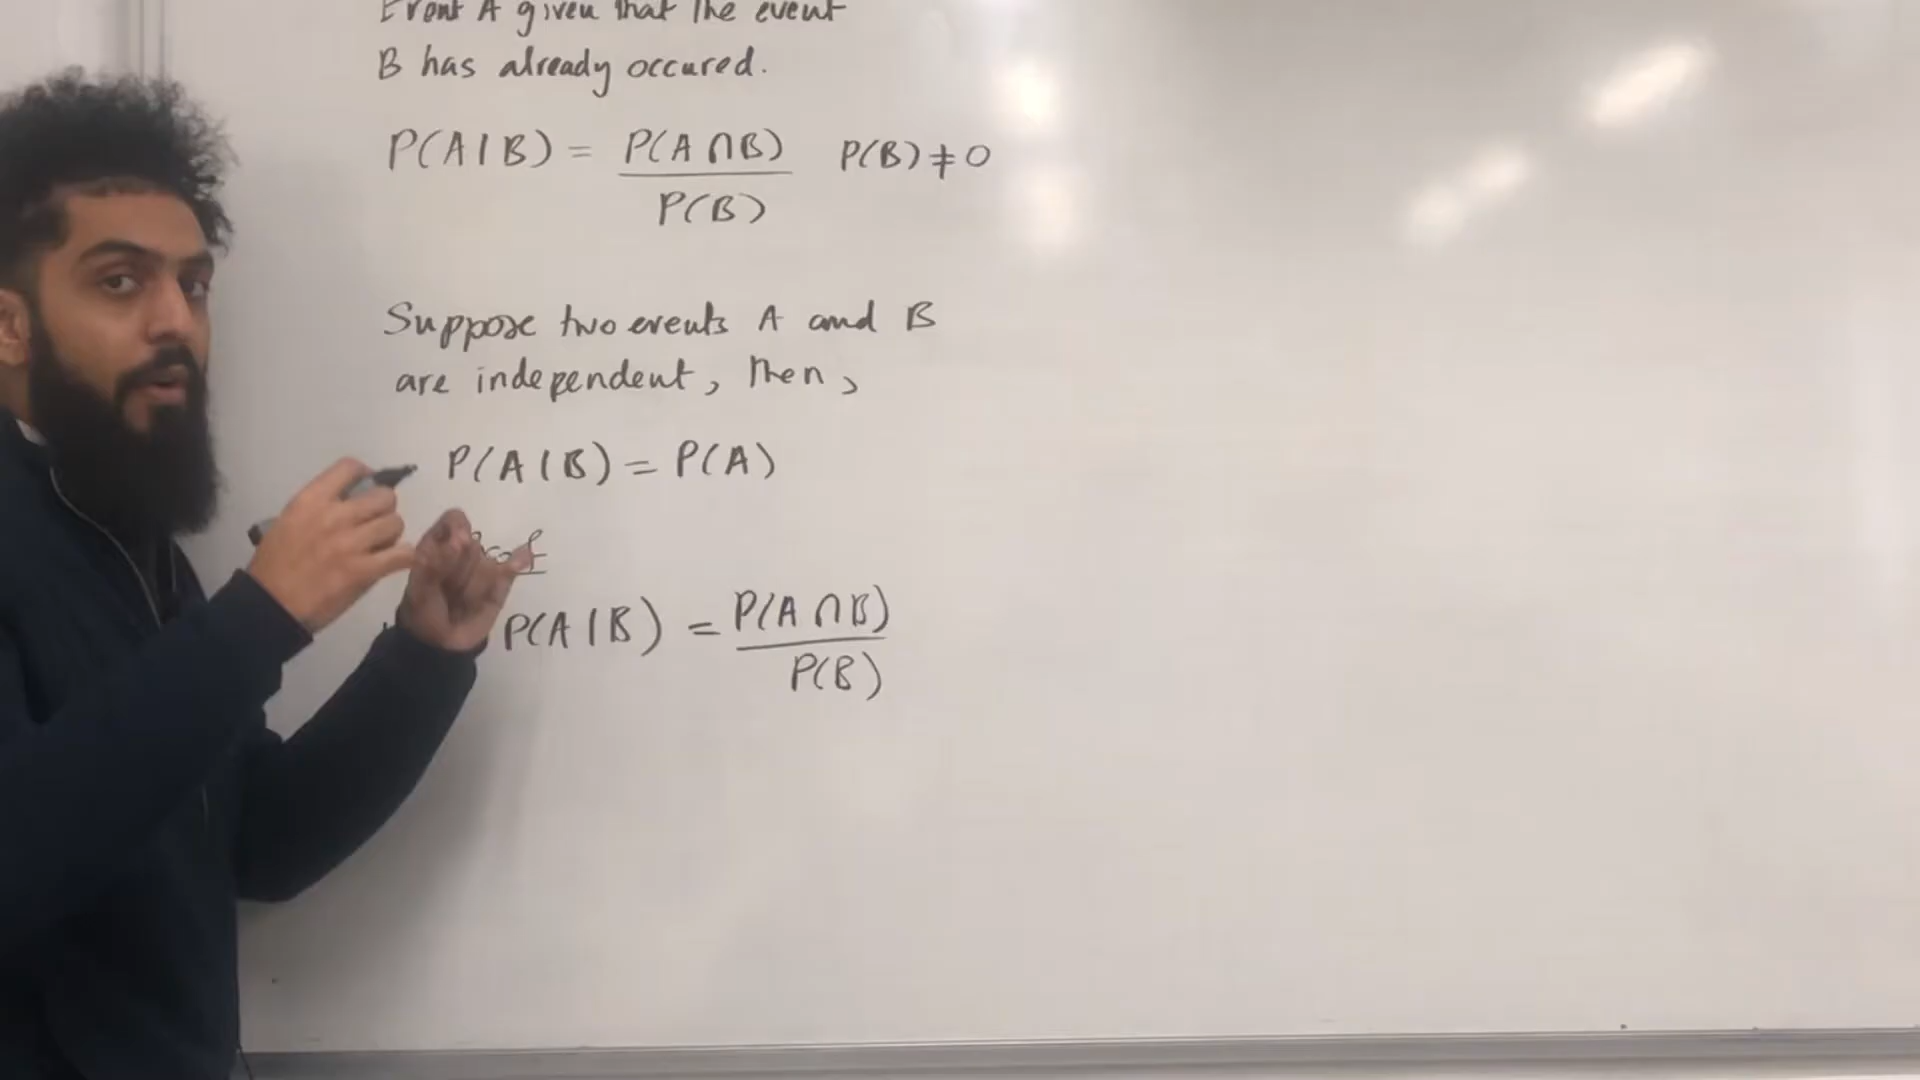 Event A given that the event
B has already occured.
P(A|B) = P(A∩B) / P(B) P(B) ≠ 0
Suppose two events A and B
are independent, then,
P(A|B) = P(A)
P(A|B) = P(A∩B) / P(B)